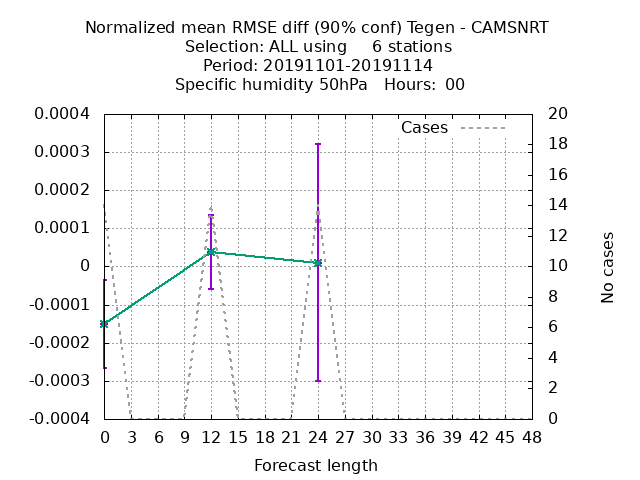 Normalized mean RMSE diff (90% conf) Tegen - CAMSNRT
Selection: ALL using     6 stations
Period: 20191101-20191114
Specific humidity 50hPa   Hours:  00
Cases
0.0004
0.0003
0.0002
0.0001
0
-0.0001
-0.0002
-0.0003
-0.0004
20
18
16
14
12
10
8
6
4
2
0
No cases
0 3 6 9 12 15 18 21 24 27 30 33 36 39 42 45 48
Forecast length